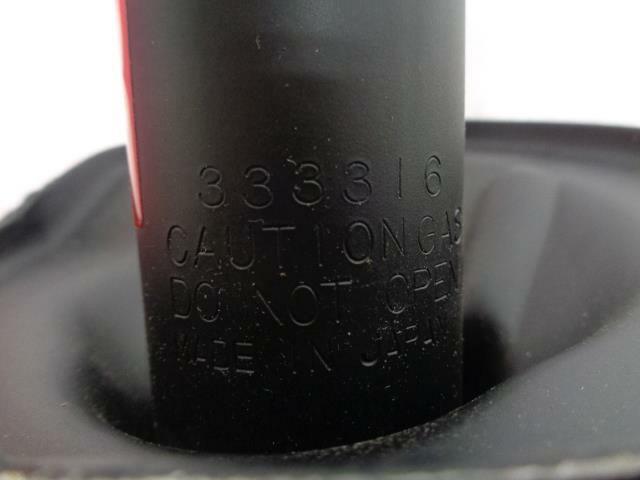 333316
CAUTION GAS
DO NOT OPEN
MADE IN JAPAN